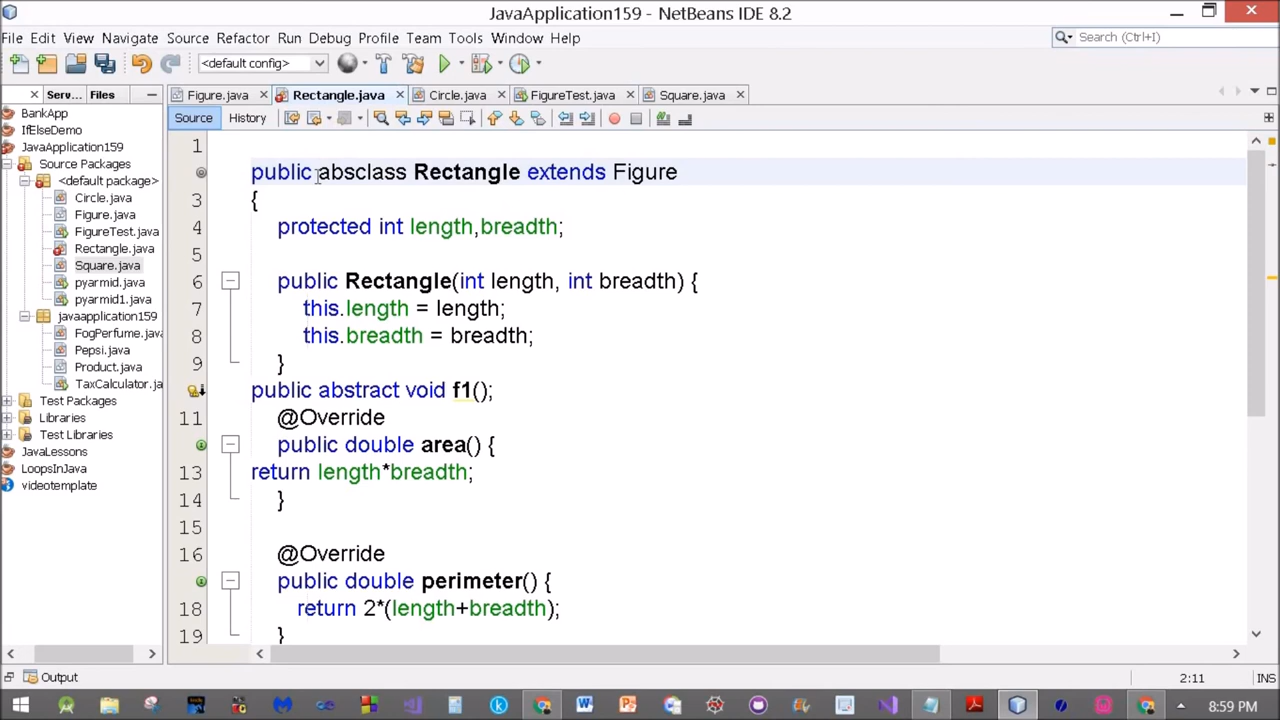 JavaApplication159 - NetBeans IDE 8.2
File Edit View Navigate Source Refactor Run Debug Profile Team Tools Window Help
Search (Ctrl+I)
<default config>
Serv... Files
Figure.java Rectangle.java Circle.java FigureTest.java Square.java
Source History
BankApp
IfElseDemo
JavaApplication159
Source Packages
<default package>
Circle.java
Figure.java
FigureTest.java
Rectangle.java
Square.java
pyarmid.java
pyarmid1.java
javaapplication159
FogPerfume.java
Pepsi.java
Product.java
TaxCalculator.ja
Test Packages
Libraries
Test Libraries
JavaLessons
LoopsInJava
videotemplate
1
public absclass Rectangle extends Figure
3 {
4 protected int length,breadth;
5
6 public Rectangle(int length, int breadth) {
7 this.length = length;
8 this.breadth = breadth;
9 }
public abstract void f1();
11 @Override
public double area() {
13 return length*breadth;
14 }
15
16 @Override
public double perimeter() {
18 return 2*(length+breadth);
19 }
Output
2:11 INS
8:59 PM